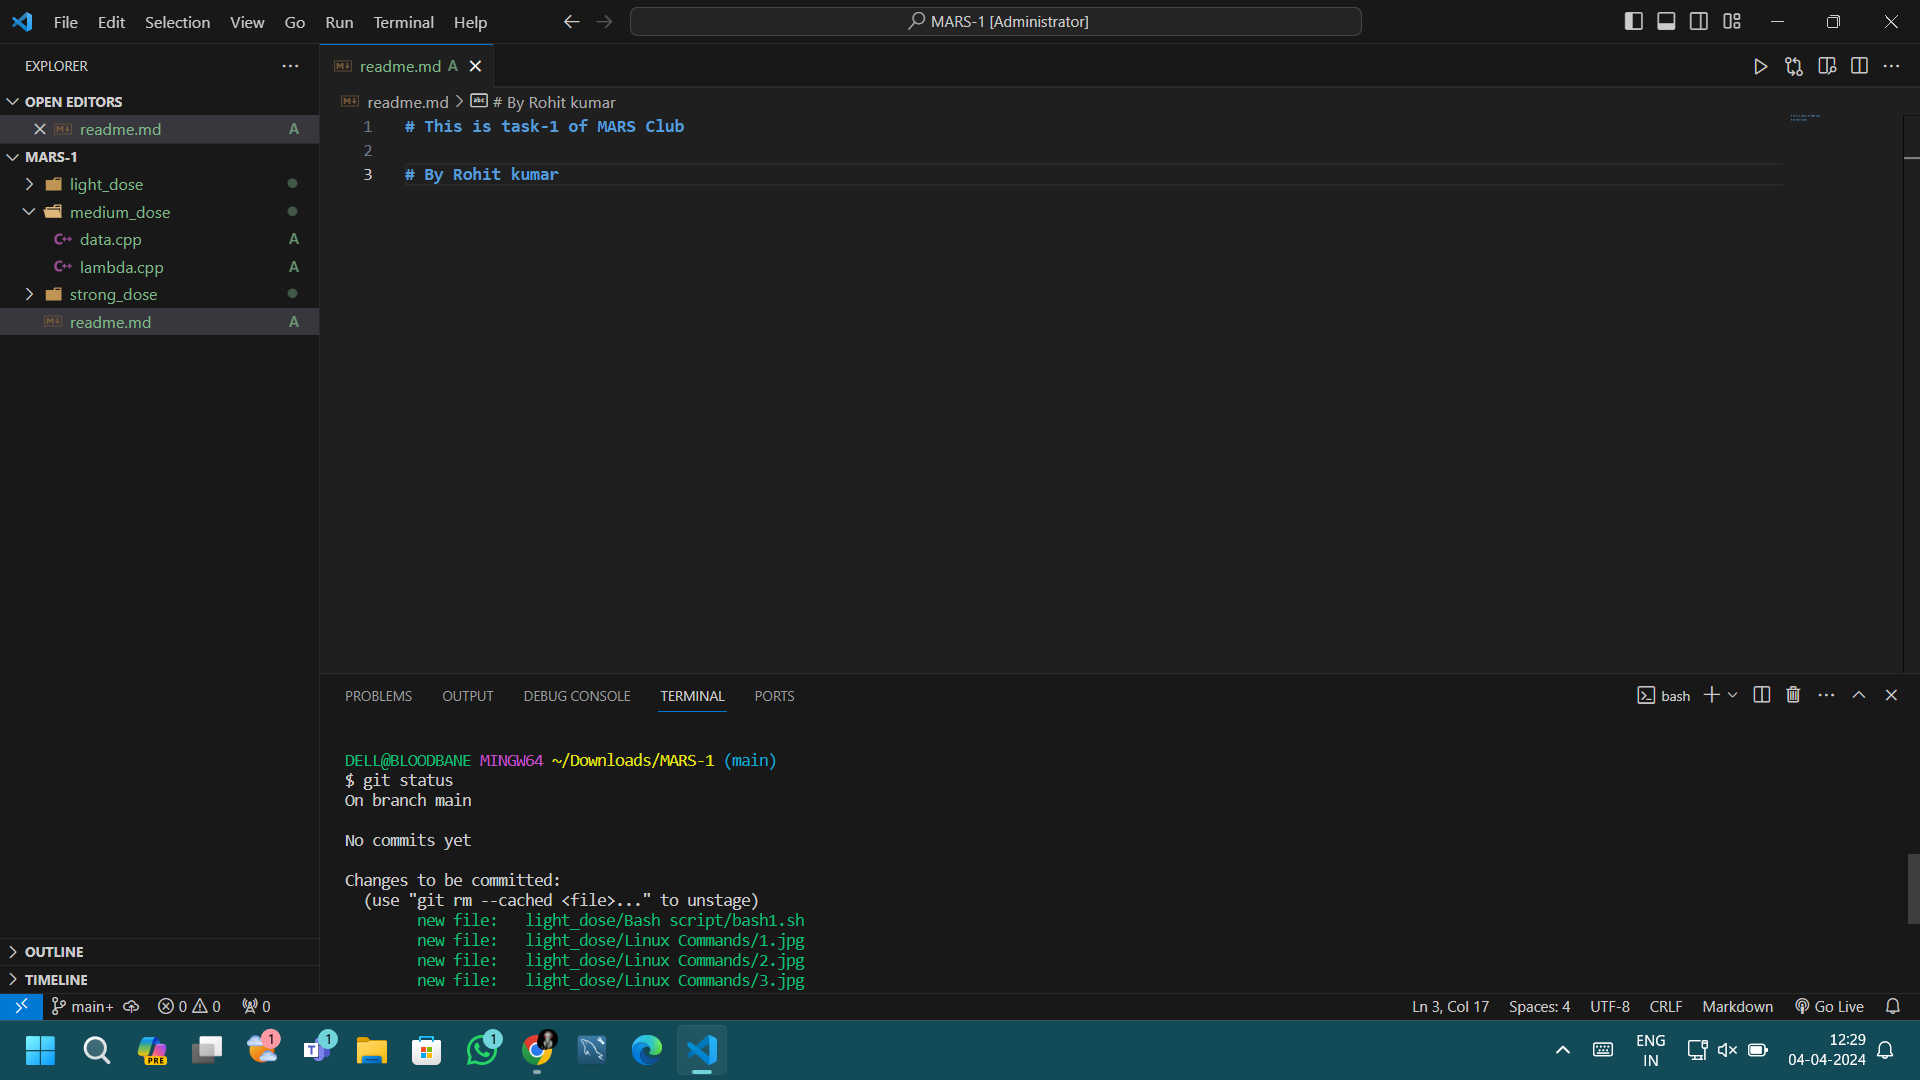 File Edit Selection View Go Run Terminal Help
MARS-1 [Administrator]
EXPLORER
OPEN EDITORS
readme.md A
MARS-1
light_dose
medium_dose
data.cpp A
lambda.cpp A
strong_dose
readme.md A
OUTLINE
TIMELINE
readme.md A
readme.md > # By Rohit kumar
1 # This is task-1 of MARS Club
2
3 # By Rohit kumar
PROBLEMS OUTPUT DEBUG CONSOLE TERMINAL PORTS
bash
DELL@BLOODBANE MINGW64 ~/Downloads/MARS-1 (main)
$ git status
On branch main
No commits yet
Changes to be committed:
(use "git rm --cached <file>..." to unstage)
new file: light_dose/Bash script/bash1.sh
new file: light_dose/Linux Commands/1.jpg
new file: light_dose/Linux Commands/2.jpg
new file: light_dose/Linux Commands/3.jpg
main+ 0 0 0
Ln 3, Col 17 Spaces: 4 UTF-8 CRLF Markdown Go Live
PRE 1 1 1
ENG
IN
12:29
04-04-2024